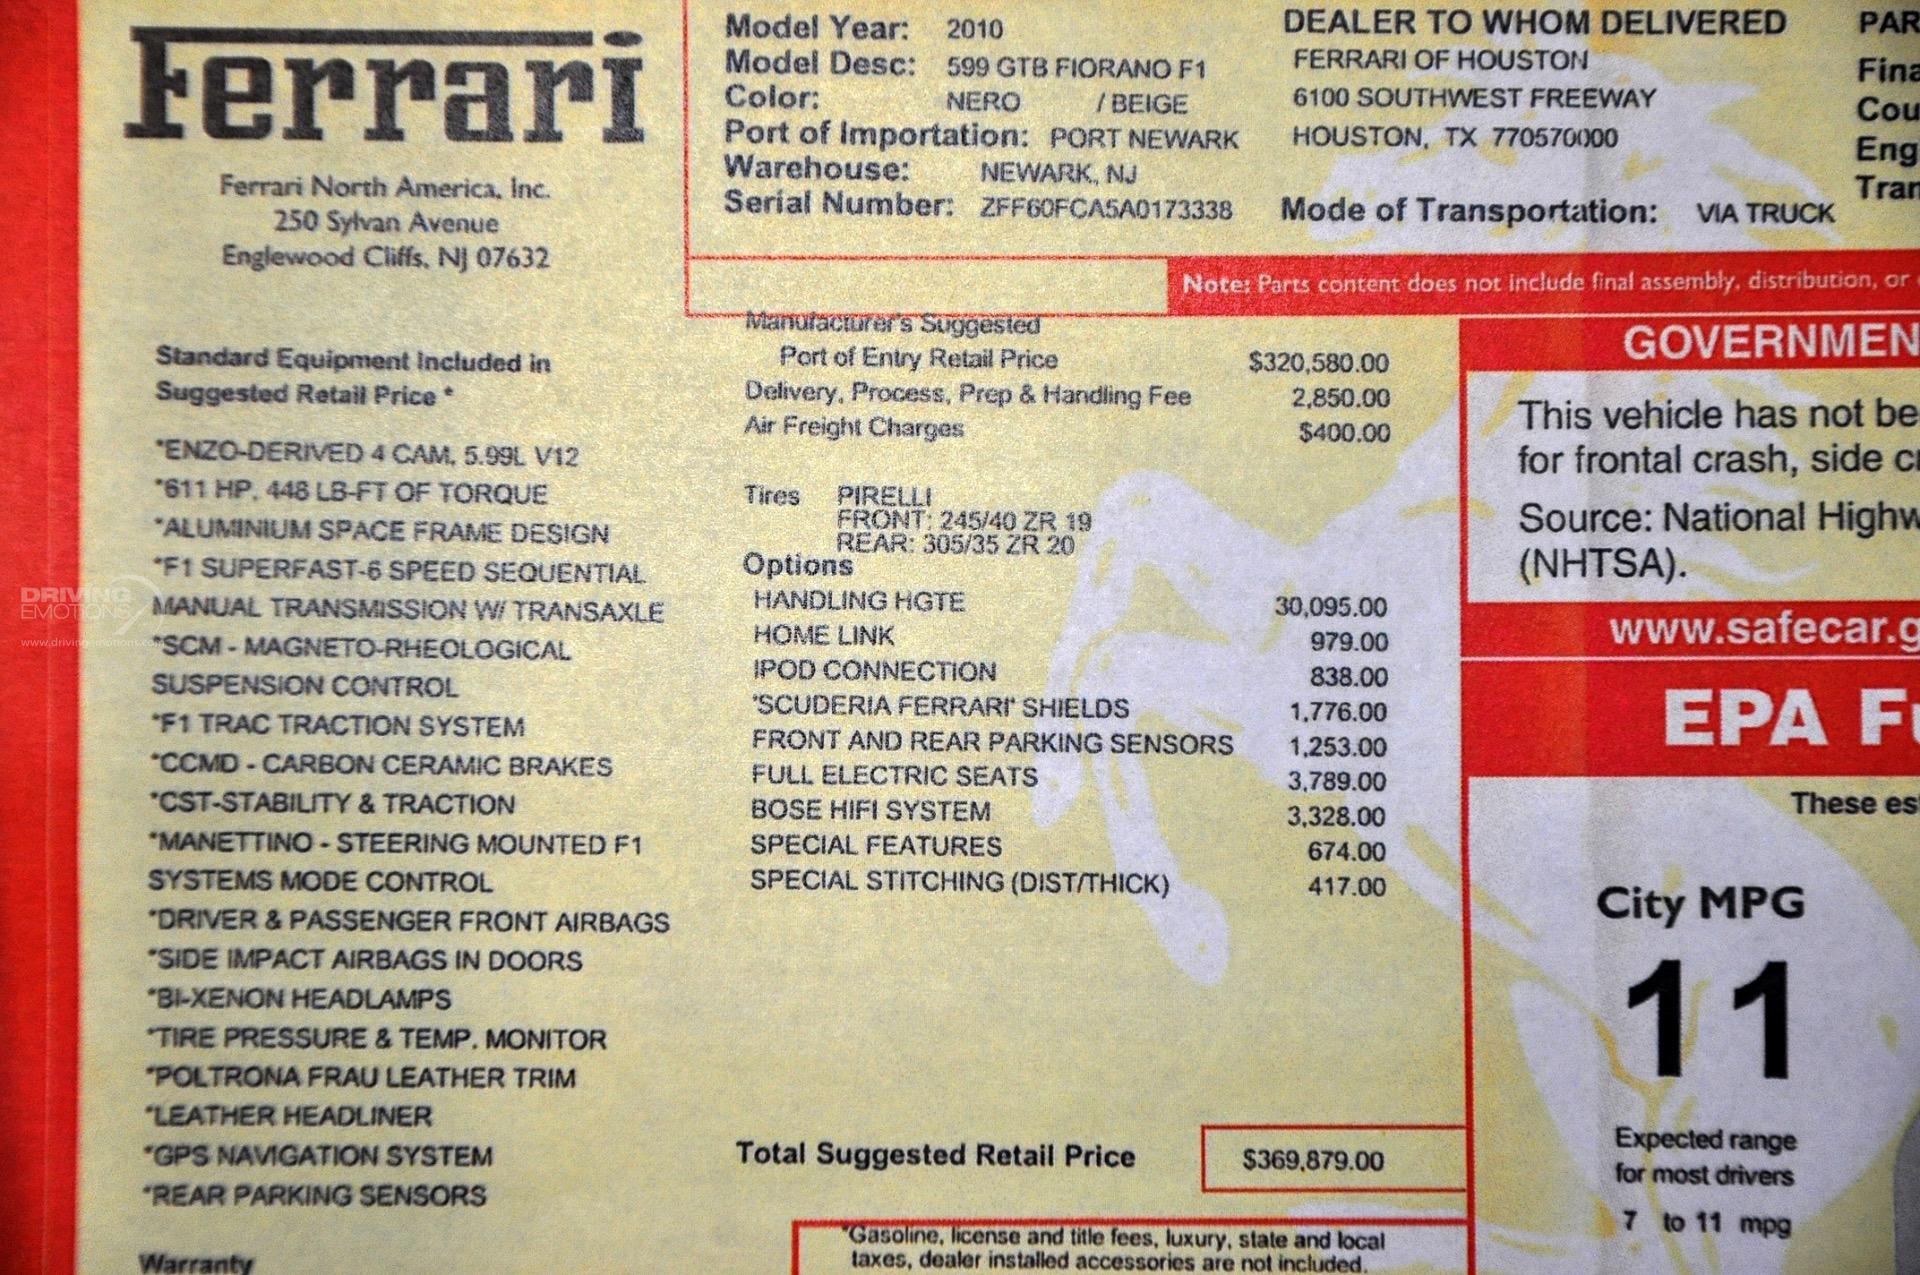 Ferrari
Ferrari North America, Inc.
250 Sylvan Avenue
Englewood Cliffs, NJ 07632
Model Year: 2010
Model Desc: 599 GTB FIORANO F1
Color: NERO / BEIGE
Port of Importation: PORT NEWARK
Warehouse: NEWARK, NJ
Serial Number: ZFF60FCA5A0173338
DEALER TO WHOM DELIVERED
FERRARI OF HOUSTON
6100 SOUTHWEST FREEWAY
HOUSTON, TX 770570000
Mode of Transportation: VIA TRUCK
PAR
Fina
Cou
Eng
Tran
Note: Parts content does not include final assembly, distribution, or
Standard Equipment Included in
Suggested Retail Price *
*ENZO-DERIVED 4 CAM, 5.99L V12
*611 HP, 448 LB-FT OF TORQUE
*ALUMINIUM SPACE FRAME DESIGN
*F1 SUPERFAST-6 SPEED SEQUENTIAL
MANUAL TRANSMISSION W/ TRANSAXLE
*SCM - MAGNETO-RHEOLOGICAL
SUSPENSION CONTROL
*F1 TRAC TRACTION SYSTEM
*CCMD - CARBON CERAMIC BRAKES
*CST-STABILITY & TRACTION
*MANETTINO - STEERING MOUNTED F1
SYSTEMS MODE CONTROL
*DRIVER & PASSENGER FRONT AIRBAGS
*SIDE IMPACT AIRBAGS IN DOORS
*BI-XENON HEADLAMPS
*TIRE PRESSURE & TEMP. MONITOR
*POLTRONA FRAU LEATHER TRIM
*LEATHER HEADLINER
*GPS NAVIGATION SYSTEM
*REAR PARKING SENSORS
Warranty
Manufacturer's Suggested
Port of Entry Retail Price $320,580.00
Delivery, Process, Prep & Handling Fee 2,850.00
Air Freight Charges $400.00
Tires PIRELLI
FRONT: 245/40 ZR 19
REAR: 305/35 ZR 20
Options
HANDLING HGTE 30,095.00
HOME LINK 979.00
IPOD CONNECTION 838.00
'SCUDERIA FERRARI' SHIELDS 1,776.00
FRONT AND REAR PARKING SENSORS 1,253.00
FULL ELECTRIC SEATS 3,789.00
BOSE HIFI SYSTEM 3,328.00
SPECIAL FEATURES 674.00
SPECIAL STITCHING (DIST/THICK) 417.00
Total Suggested Retail Price $369,879.00
*Gasoline, license and title fees, luxury, state and local
taxes, dealer installed accessories are not included.
GOVERNMEN
This vehicle has not be
for frontal crash, side cr
Source: National Highw
(NHTSA).
www.safecar.g
EPA Fu
These es
City MPG
11
Expected range
for most drivers
7 to 11 mpg
DRIVING
EMOTIONS